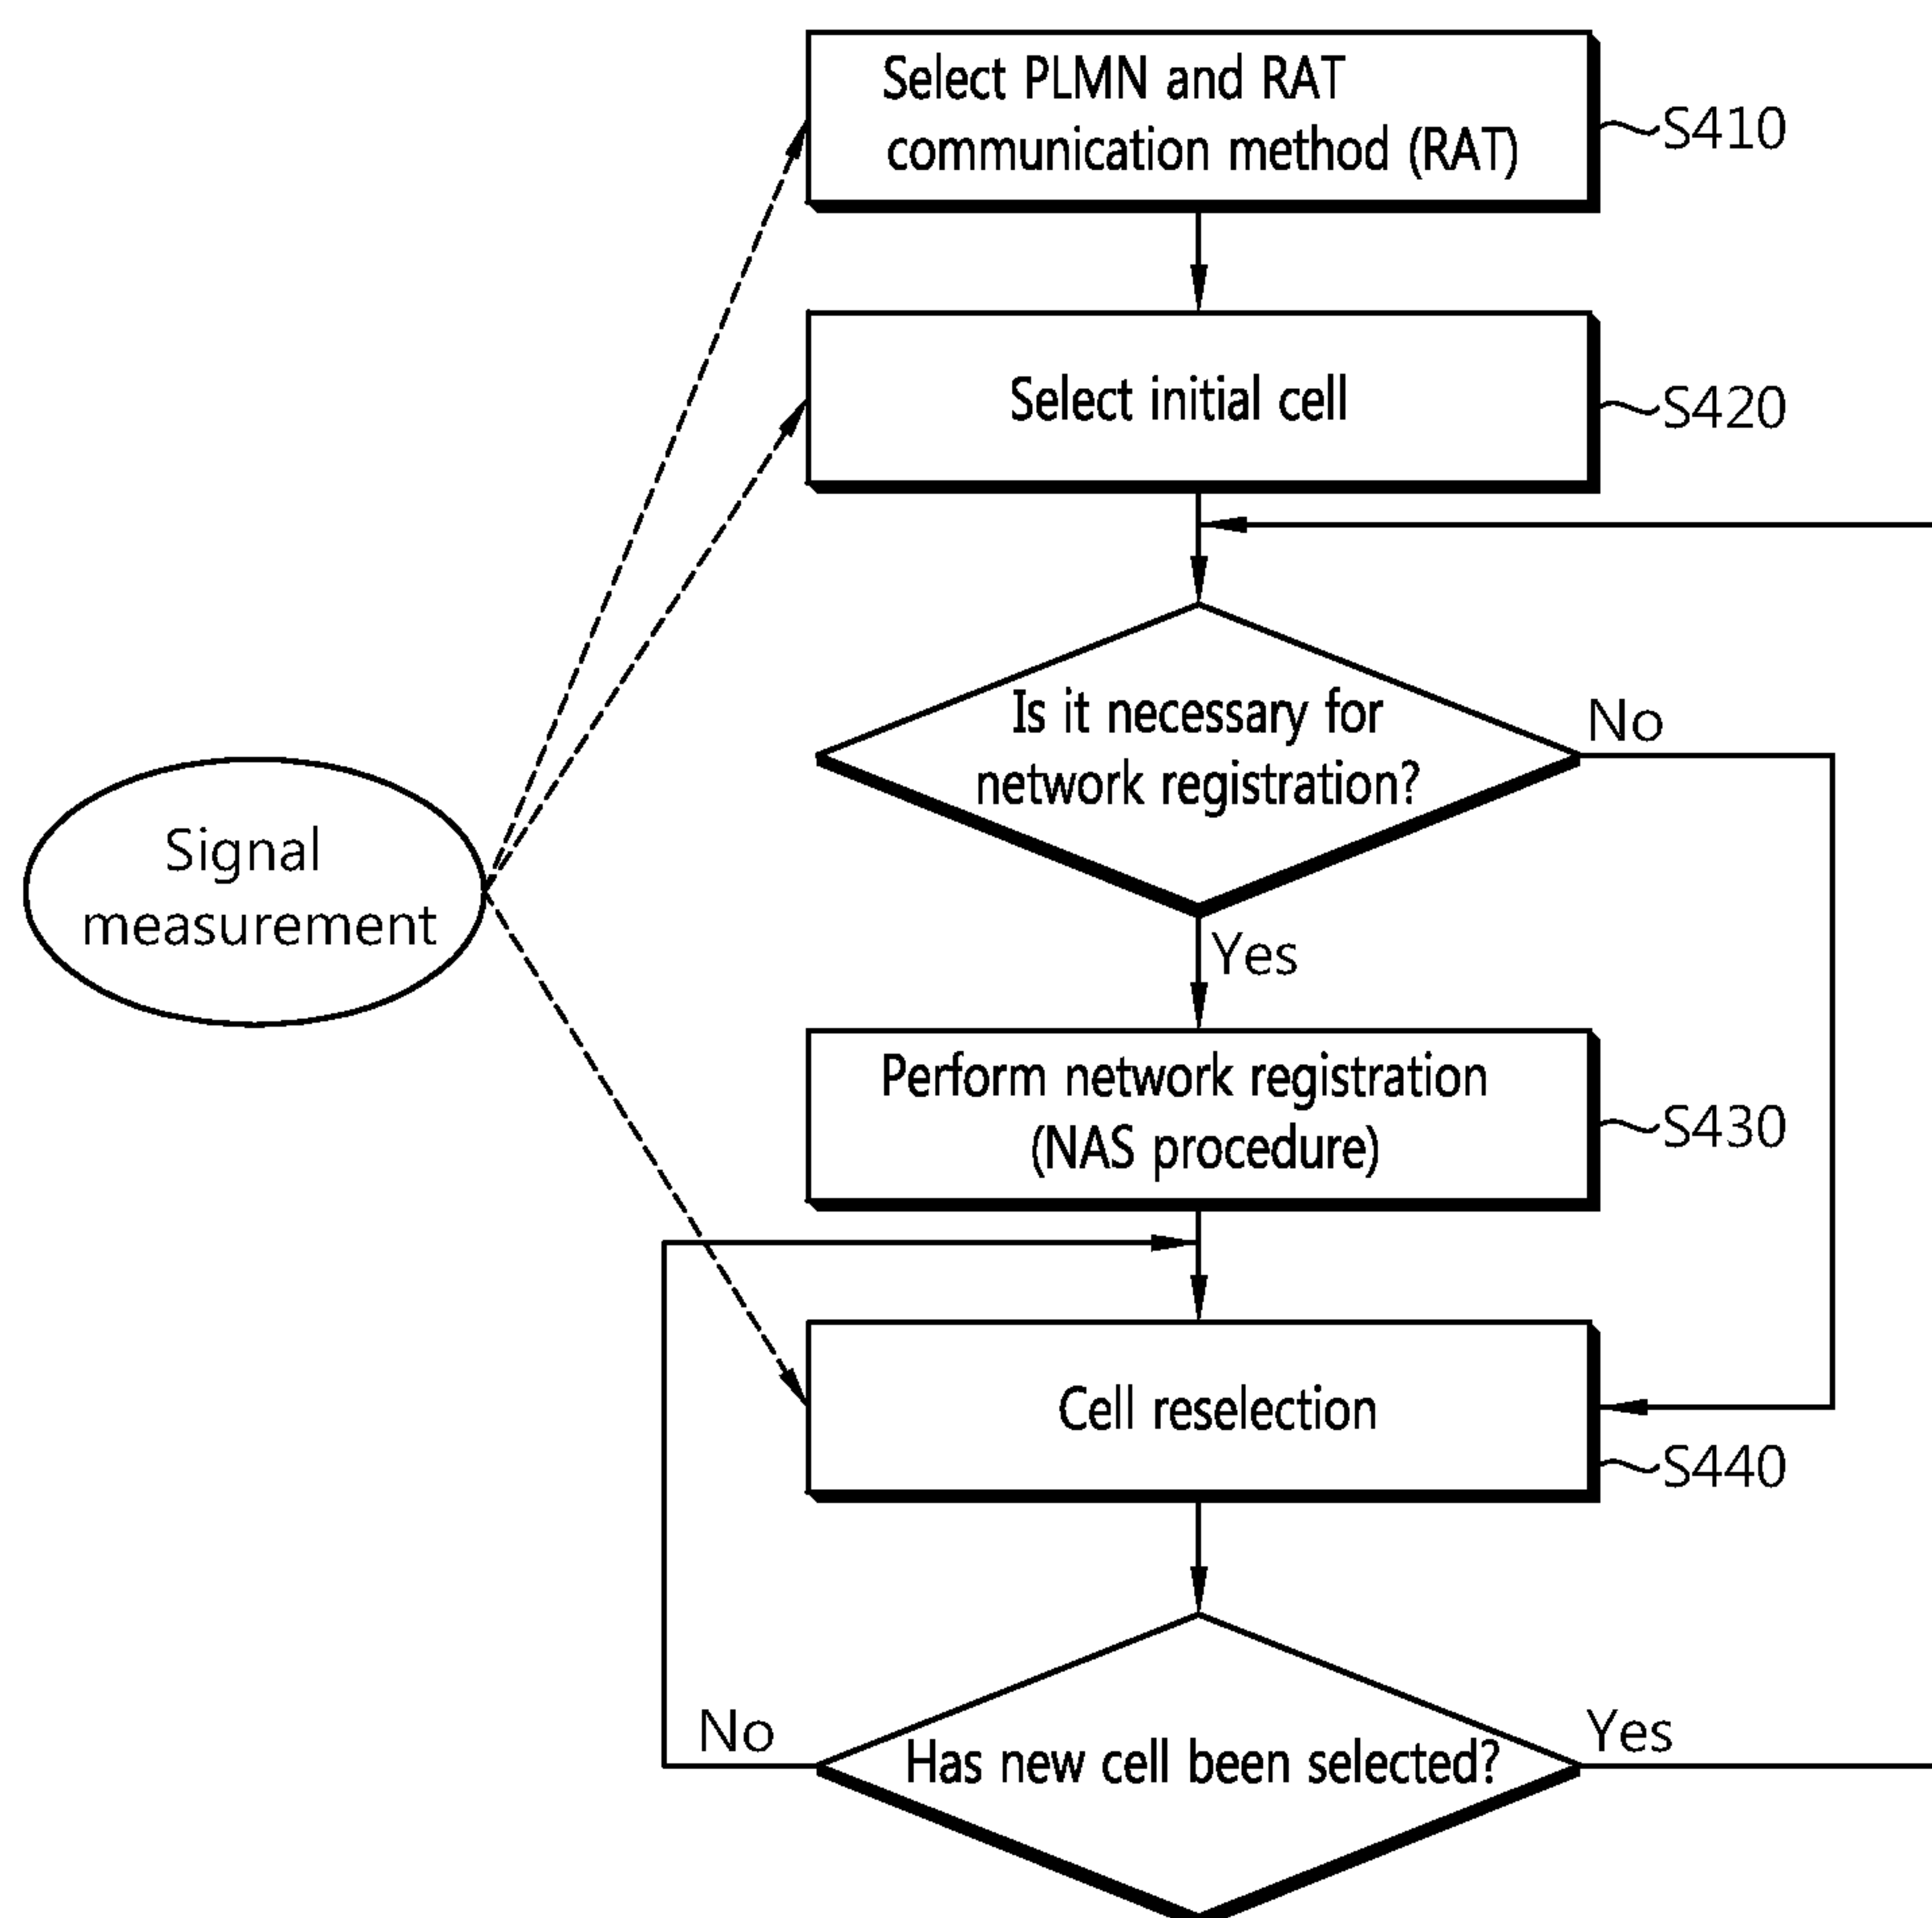 Select PLMN and RAT
communication method (RAT)
S410
Select initial cell
S420
Is it necessary for
network registration?
No
Signal
measurement
Yes
Perform network registration
(NAS procedure)
S430
Cell reselection
S440
No
Has new cell been selected?
Yes